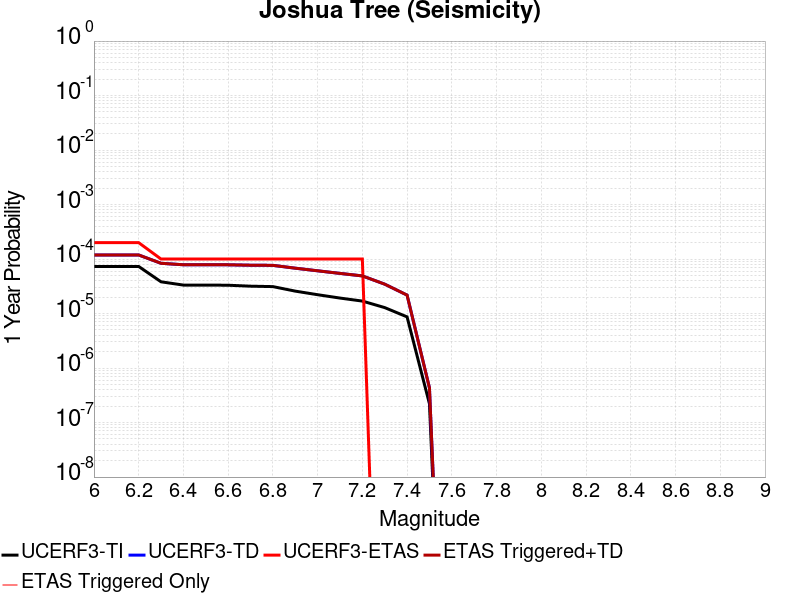 Joshua Tree (Seismicity)
10^0
10^-1
10^-2
10^-3
10^-4
10^-5
10^-6
10^-7
10^-8
1 Year Probability
6 6.2 6.4 6.6 6.8 7 7.2 7.4 7.6 7.8 8 8.2 8.4 8.6 8.8 9
Magnitude
UCERF3-TI UCERF3-TD UCERF3-ETAS ETAS Triggered+TD
ETAS Triggered Only